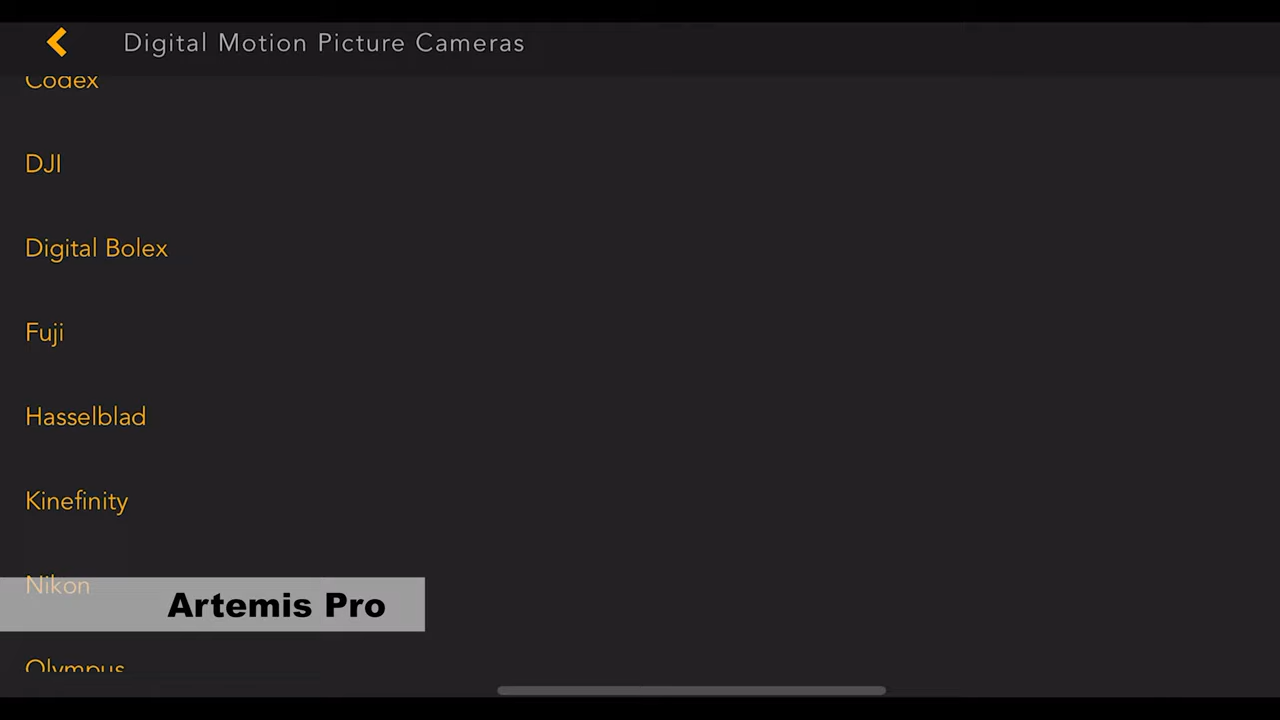 Digital Motion Picture Cameras
Codex
DJI
Digital Bolex
Fuji
Hasselblad
Kinefinity
Nikon
Artemis Pro
Olympus